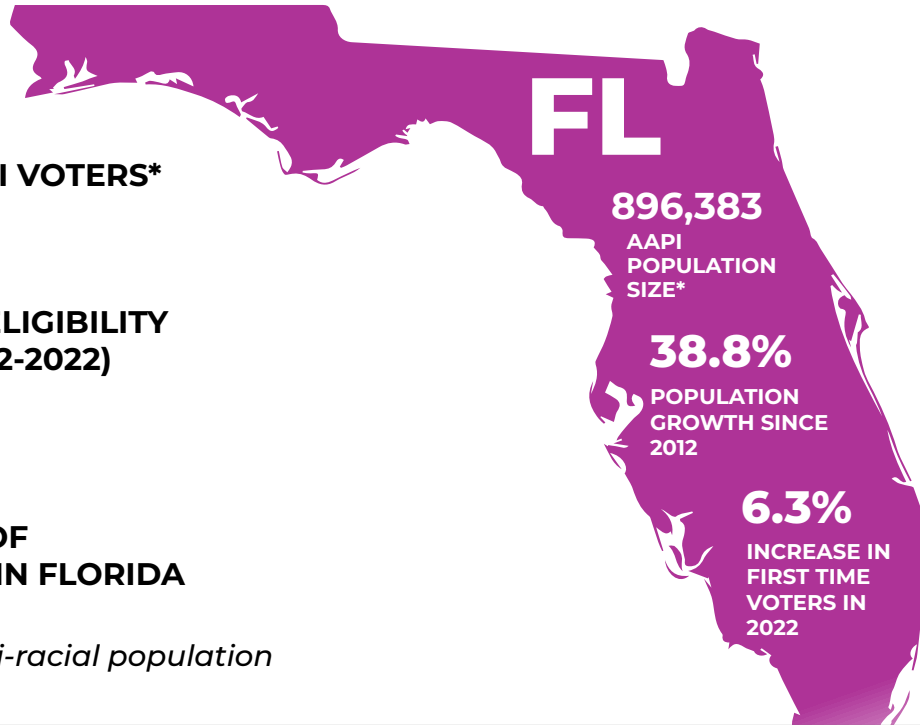 I VOTERS*
LIGIBILITY
2-2022)
OF
IN FLORIDA
i-racial population
FL
896,383
AAPI
POPULATION
SIZE*
38.8%
POPULATION
GROWTH SINCE
2012
6.3%
INCREASE IN
FIRST TIME
VOTERS IN
2022